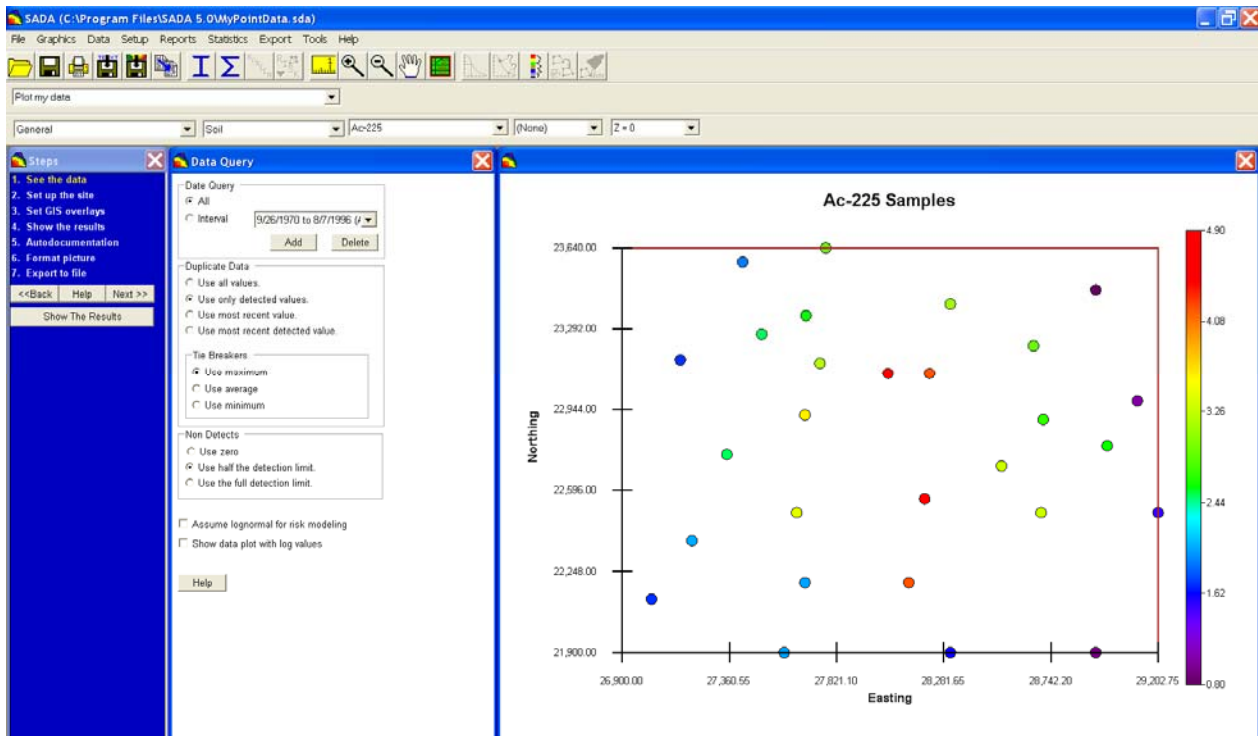 SADA (C:\Program Files\SADA 5.0\MyPointData.sda)
File Graphics Data Setup Reports Statistics Export Tools Help
Plot my data
General Soil Ac-225 (None) Z = 0
Steps
1. See the data
2. Set up the site
3. Set GIS overlays
4. Show the results
5. Autodocumentation
6. Format picture
7. Export to file
<<Back Help Next >>
Show The Results
Data Query
Date Query
All
Interval 9/26/1970 to 8/7/1996 (A
Add Delete
Duplicate Data
Use all values.
Use only detected values.
Use most recent value.
Use most recent detected value.
Tie Breakers
Use maximum
Use average
Use minimum
Non Detects
Use zero
Use half the detection limit.
Use the full detection limit.
Assume lognormal for risk modeling
Show data plot with log values
Help
Ac-225 Samples
Northing
23,640.00
23,292.00
22,944.00
22,596.00
22,248.00
21,900.00
26,900.00 27,360.55 27,821.10 28,281.65 28,742.20 29,202.75
Easting
4.90
4.08
3.26
2.44
1.62
0.80